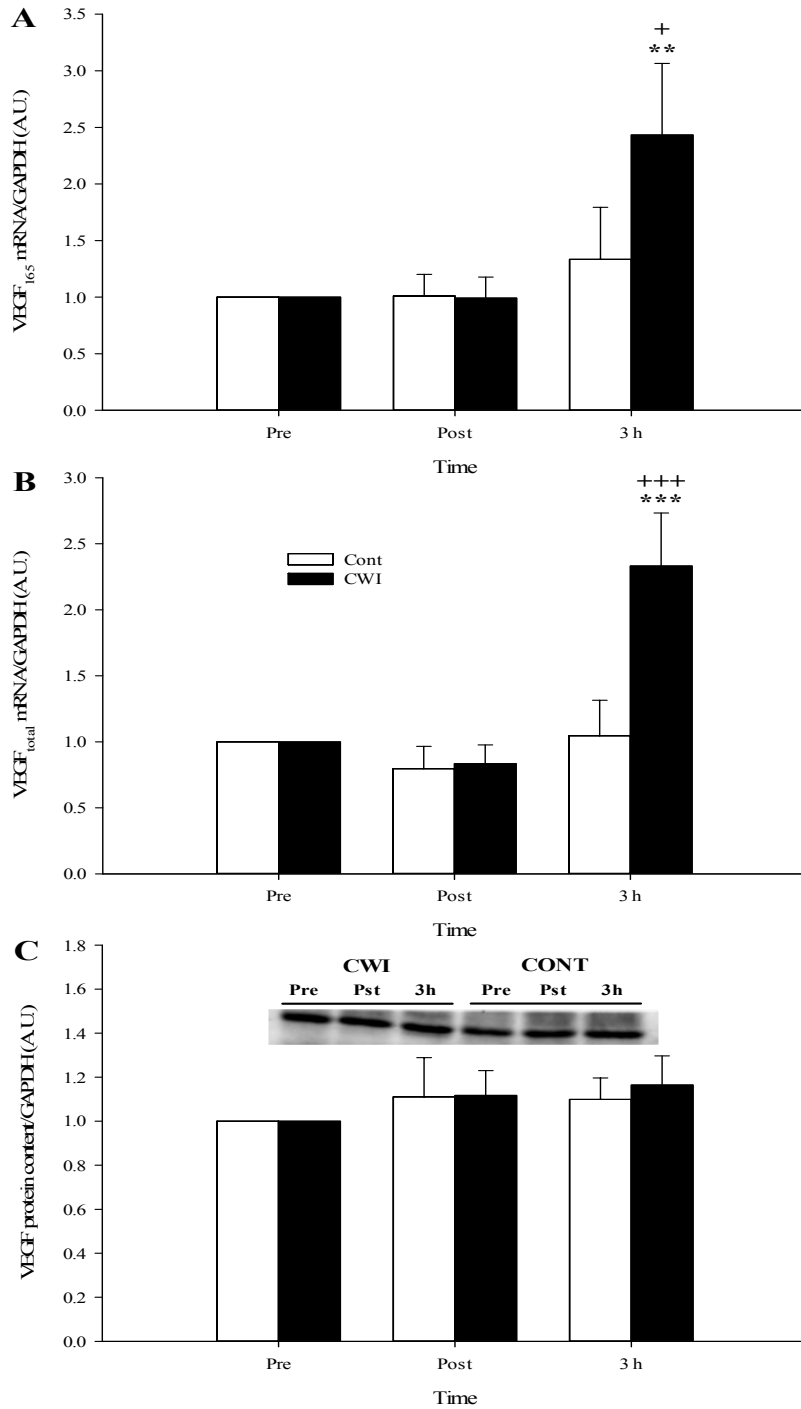 A
VEGF165 mRNA/GAPDH (A.U.)
3.5
3.0
2.5
2.0
1.5
1.0
0.5
0.0
+
**
Pre Post 3 h
Time
B
VEGFtotal mRNA/GAPDH (A.U.)
3.0
2.5
2.0
1.5
1.0
0.5
0.0
Cont
CWI
+++
***
Pre Post 3 h
Time
C
VEGF protein content/GAPDH (A.U.)
1.8
1.6
1.4
1.2
1.0
0.8
0.6
0.4
0.2
0.0
CWI CONT
Pre Pst 3h Pre Pst 3h
Pre Post 3 h
Time